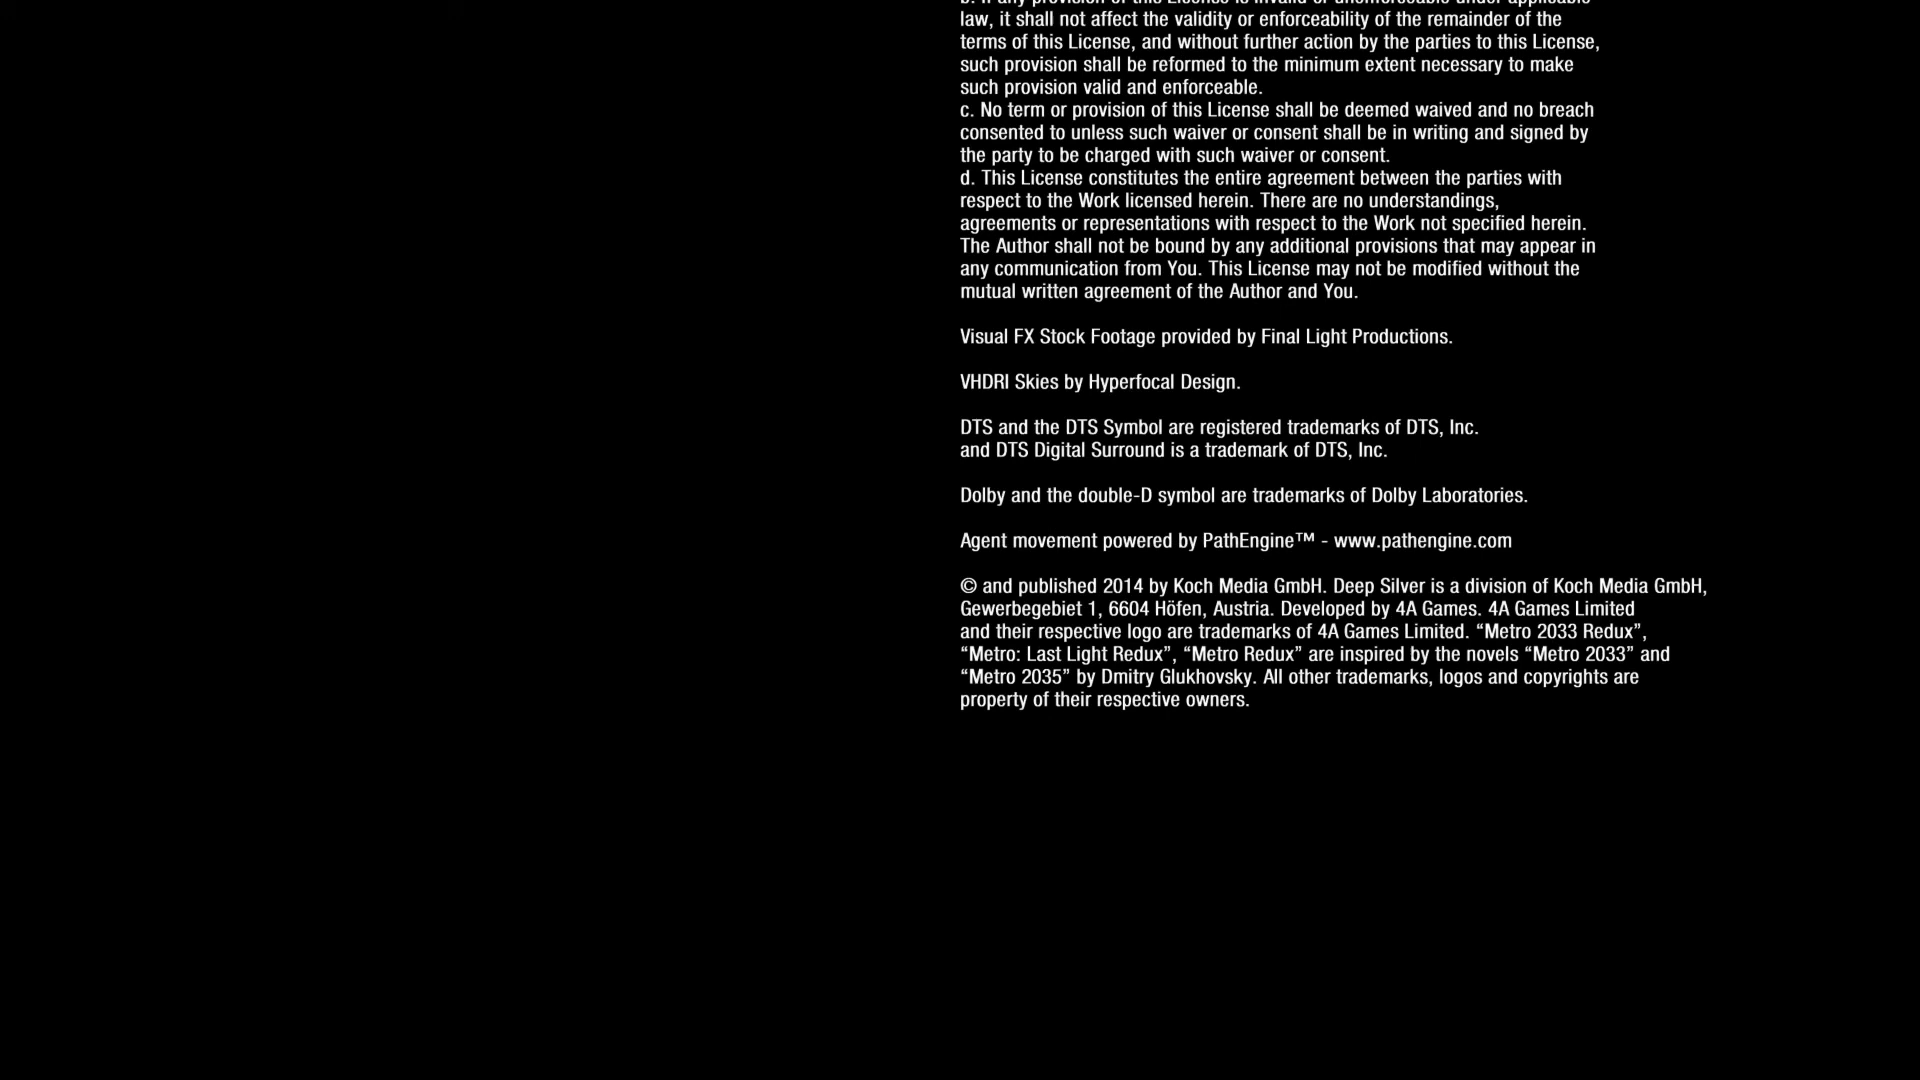 b. If any provision of this License is invalid or unenforceable under applicable
law, it shall not affect the validity or enforceability of the remainder of the
terms of this License, and without further action by the parties to this License,
such provision shall be reformed to the minimum extent necessary to make
such provision valid and enforceable.
c. No term or provision of this License shall be deemed waived and no breach
consented to unless such waiver or consent shall be in writing and signed by
the party to be charged with such waiver or consent.
d. This License constitutes the entire agreement between the parties with
respect to the Work licensed herein. There are no understandings,
agreements or representations with respect to the Work not specified herein.
The Author shall not be bound by any additional provisions that may appear in
any communication from You. This License may not be modified without the
mutual written agreement of the Author and You.
Visual FX Stock Footage provided by Final Light Productions.
VHDRI Skies by Hyperfocal Design.
DTS and the DTS Symbol are registered trademarks of DTS, Inc.
and DTS Digital Surround is a trademark of DTS, Inc.
Dolby and the double-D symbol are trademarks of Dolby Laboratories.
Agent movement powered by PathEngine™ - www.pathengine.com
© and published 2014 by Koch Media GmbH. Deep Silver is a division of Koch Media GmbH,
Gewerbegebiet 1, 6604 Höfen, Austria. Developed by 4A Games. 4A Games Limited
and their respective logo are trademarks of 4A Games Limited. “Metro 2033 Redux”,
“Metro: Last Light Redux”, “Metro Redux” are inspired by the novels “Metro 2033” and
“Metro 2035” by Dmitry Glukhovsky. All other trademarks, logos and copyrights are
property of their respective owners.